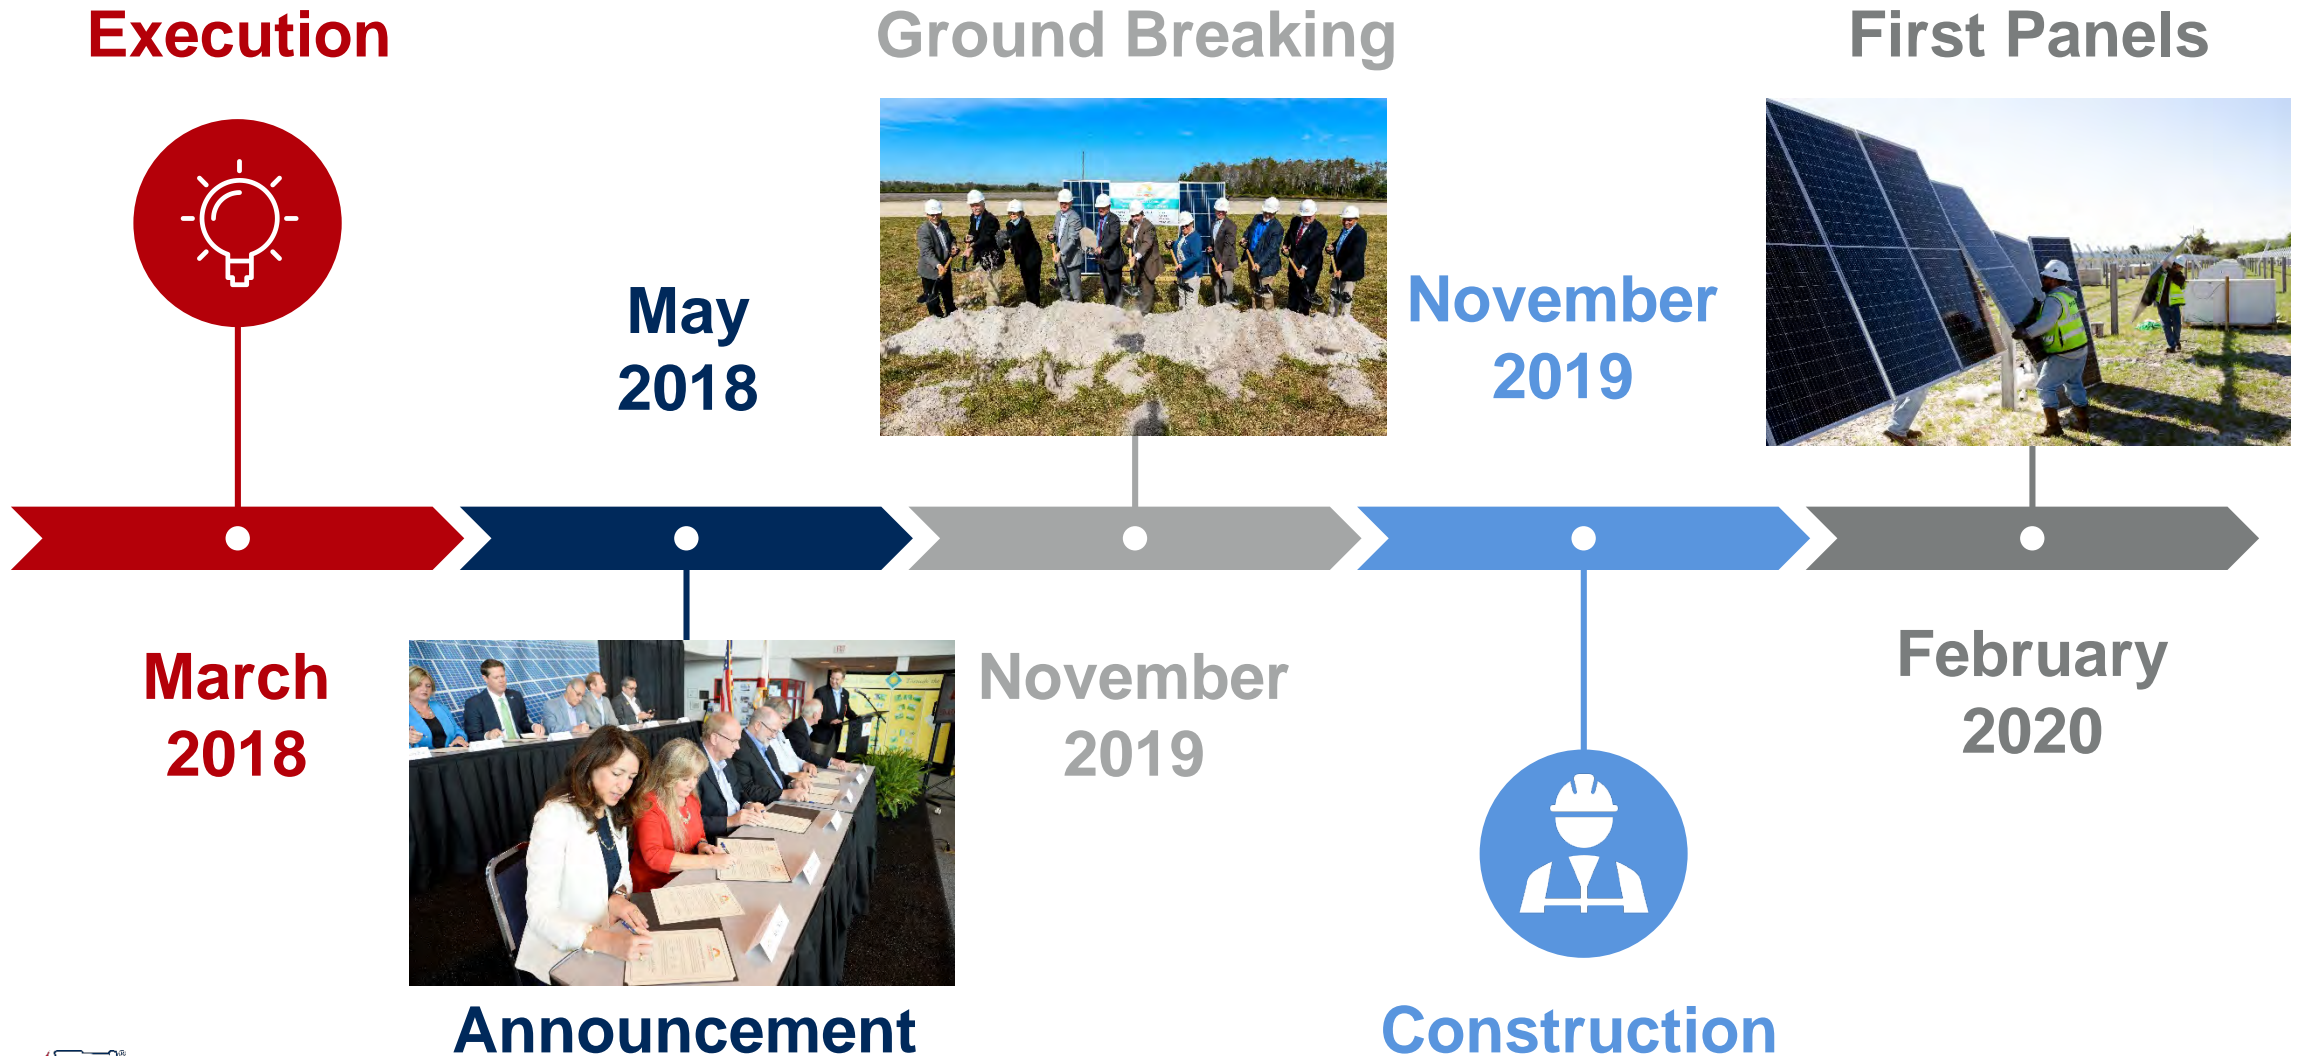 Execution
Ground Breaking
First Panels
May
2018
November
2019
March
2018
November
2019
February
2020
Announcement
Construction